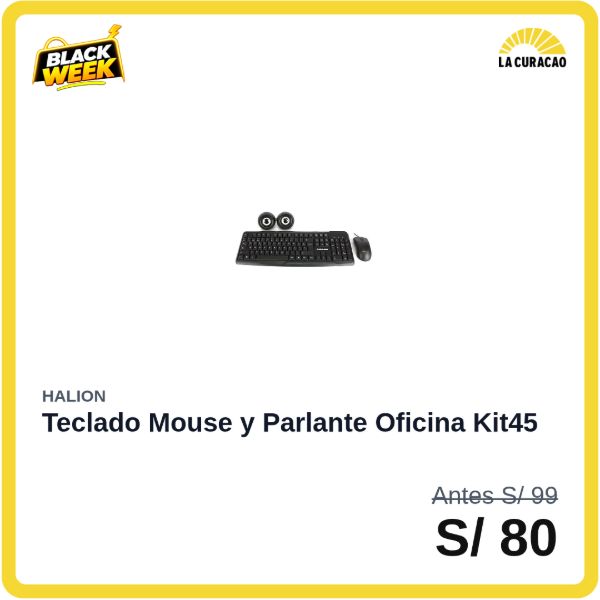 BLACK
WEEK
LA CURACAO
HALION
Teclado Mouse y Parlante Oficina Kit45
Antes S/ 99
S/ 80